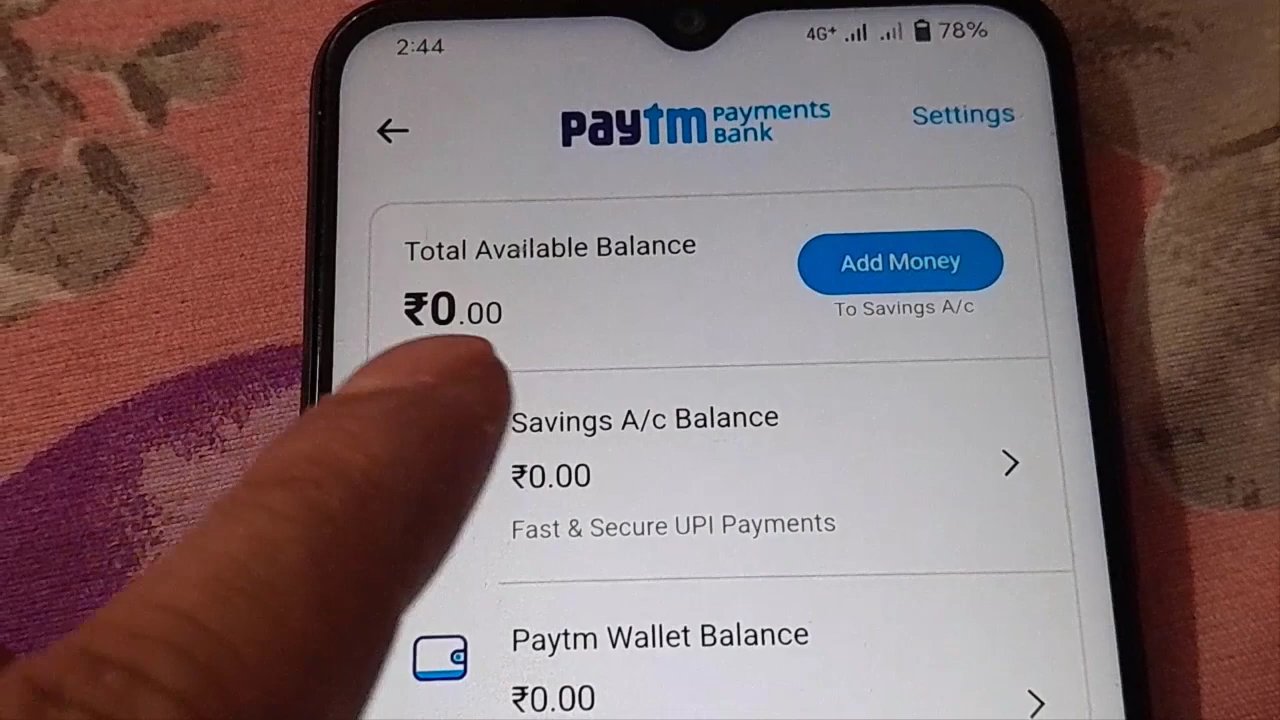 2:44
4G+ 78%
Paytm Payments Bank
Settings
Total Available Balance
Add Money
₹0.00
To Savings A/c
Savings A/c Balance
₹0.00
Fast & Secure UPI Payments
Paytm Wallet Balance
₹0.00